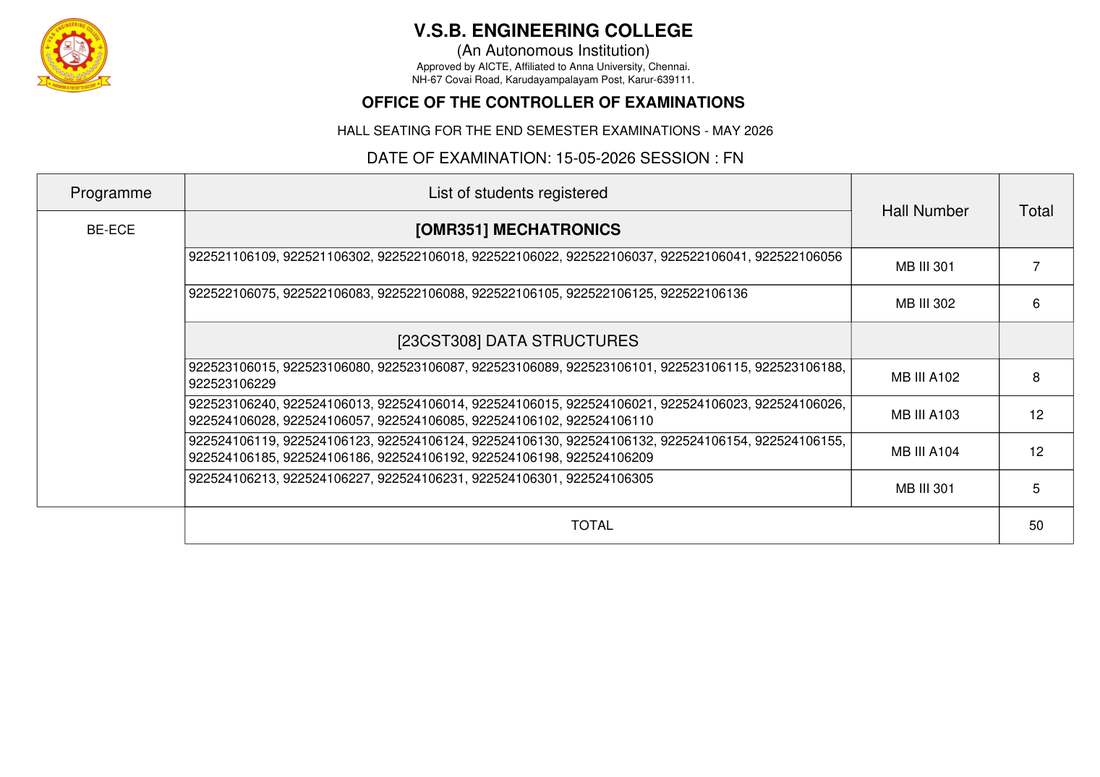 V.S.B. ENGINEERING COLLEGE
(An Autonomous Institution)
Approved by AICTE, Affiliated to Anna University, Chennai.
NH-67 Covai Road, Karudayampalayam Post, Karur-639111.
OFFICE OF THE CONTROLLER OF EXAMINATIONS
HALL SEATING FOR THE END SEMESTER EXAMINATIONS - MAY 2026
DATE OF EXAMINATION: 15-05-2026 SESSION : FN
Programme List of students registered Hall Number Total
BE-ECE [OMR351] MECHATRONICS
922521106109, 922521106302, 922522106018, 922522106022, 922522106037, 922522106041, 922522106056 MB III 301 7
922522106075, 922522106083, 922522106088, 922522106105, 922522106125, 922522106136 MB III 302 6
[23CST308] DATA STRUCTURES
922523106015, 922523106080, 922523106087, 922523106089, 922523106101, 922523106115, 922523106188,
922523106229 MB III A102 8
922523106240, 922524106013, 922524106014, 922524106015, 922524106021, 922524106023, 922524106026,
922524106028, 922524106057, 922524106085, 922524106102, 922524106110 MB III A103 12
922524106119, 922524106123, 922524106124, 922524106130, 922524106132, 922524106154, 922524106155,
922524106185, 922524106186, 922524106192, 922524106198, 922524106209 MB III A104 12
922524106213, 922524106227, 922524106231, 922524106301, 922524106305 MB III 301 5
TOTAL 50